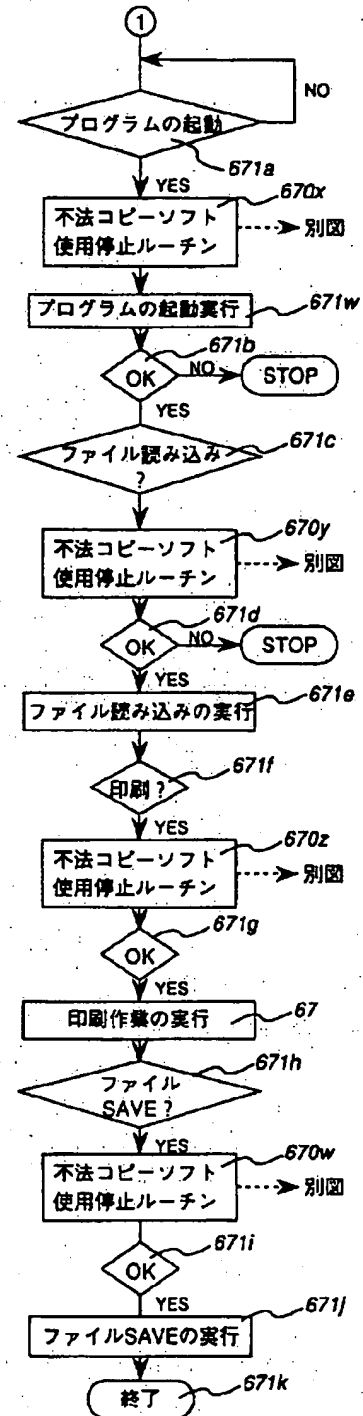 1
NO
プログラムの起動
671a
YES
670x
不法コピーソフト
使用停止ルーチン
別図
プログラムの起動実行
671w
671b
OK
NO
STOP
YES
671c
ファイル読み込み
?
670y
不法コピーソフト
使用停止ルーチン
別図
671d
OK
NO
STOP
YES
671e
ファイル読み込みの実行
671f
印刷?
YES
670z
不法コピーソフト
使用停止ルーチン
別図
671g
OK
YES
印刷作業の実行
67
671h
ファイル
SAVE?
YES
670w
不法コピーソフト
使用停止ルーチン
別図
671i
OK
YES
671j
ファイルSAVEの実行
671k
終了